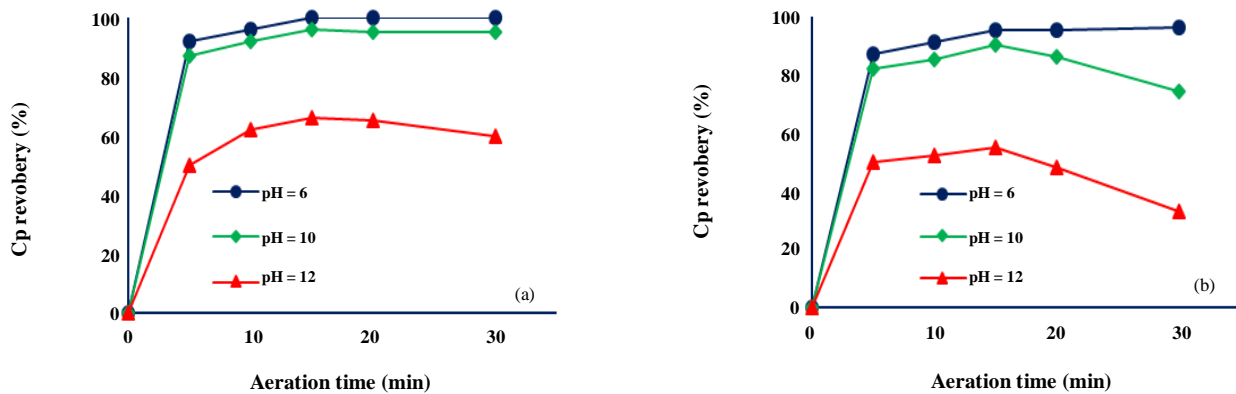 Cp revobery (%)
100
80
60
40
20
0
pH = 6
pH = 10
pH = 12
(a)
0
10
20
30
Aeration time (min)
Cp revobery (%)
100
80
60
40
20
0
pH = 6
pH = 10
pH = 12
(b)
0
10
20
30
Aeration time (min)